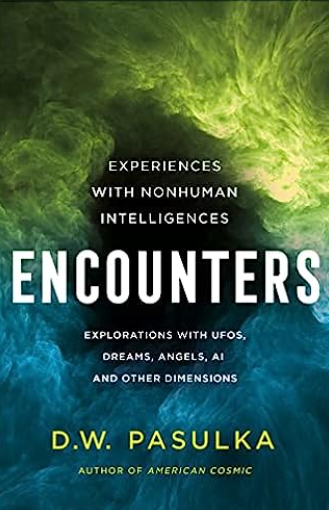 EXPERIENCES
WITH NONHUMAN
INTELLIGENCES
ENCOUNTERS
EXPLORATIONS WITH UFOS,
DREAMS, ANGELS, AI
AND OTHER DIMENSIONS
D.W. PASULKA
AUTHOR OF AMERICAN COSMIC